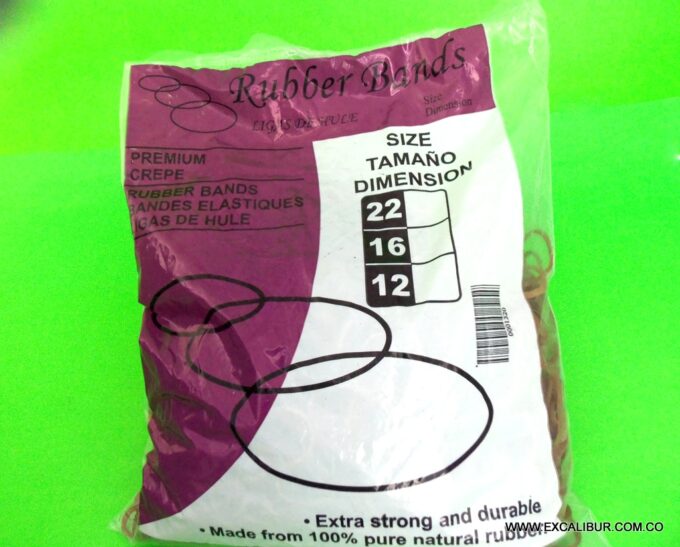 Rubber Bands
LIGAS DE HULE
Size
Dimension
PREMIUM
CREPE
RUBBER BANDS
BANDES ELASTIQUES
LIGAS DE HULE
SIZE
TAMAÑO
DIMENSION
22
16
12
• Extra strong and durable
• Made from 100% pure natural rubber
WWW.EXCALIBUR.COM.CO